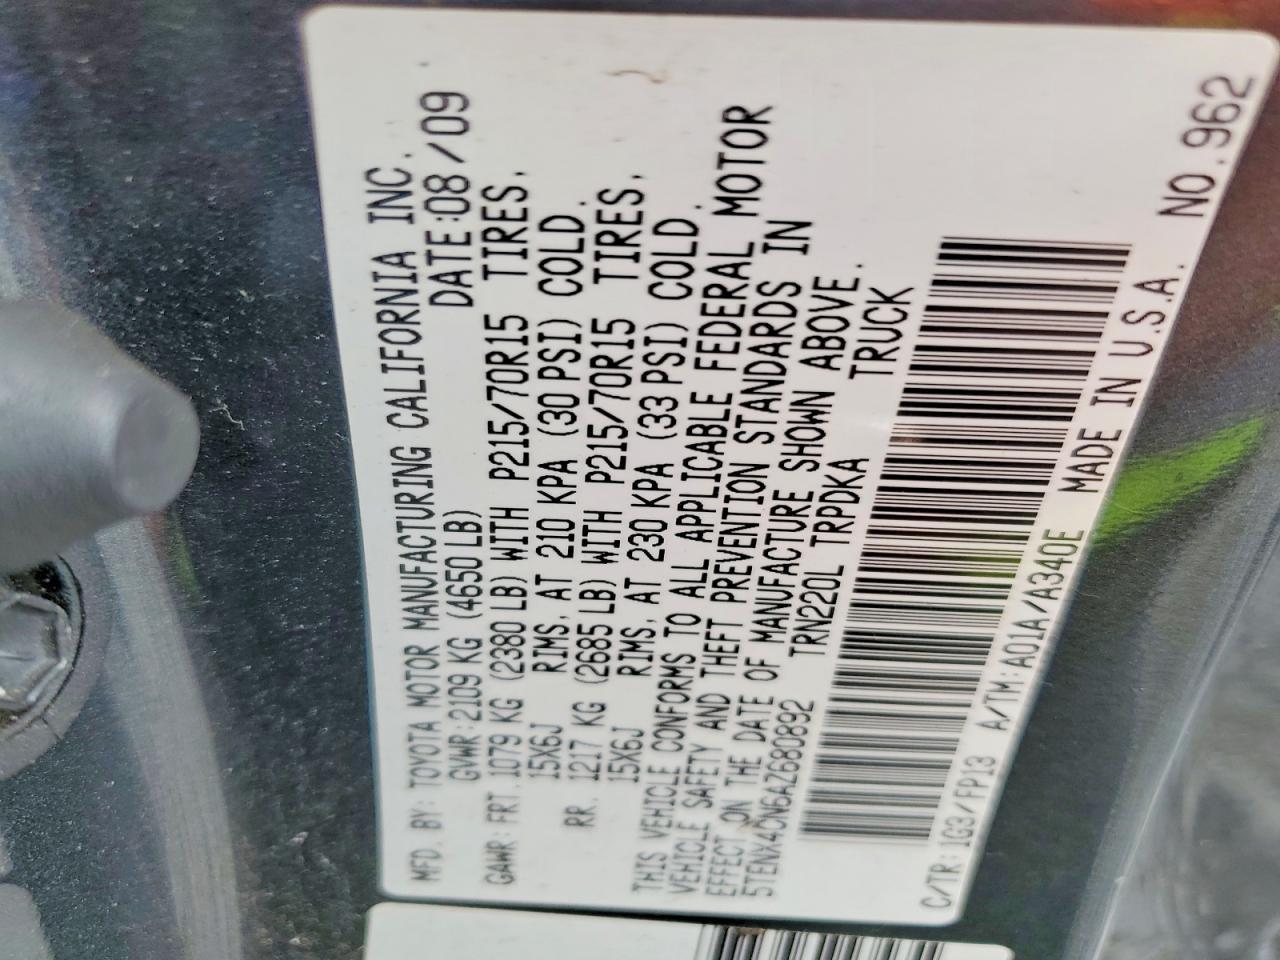 MFD. BY: TOYOTA MOTOR MANUFACTURING CALIFORNIA INC.
GVWR: 2109 KG (4650 LB) DATE: 08/09
GAWR: FRT. 1079 KG (2380 LB) WITH P215/70R15 TIRES.
15X6J RIMS, AT 210 KPA (30 PSI) COLD.
RR. 1217 KG (2685 LB) WITH P215/70R15 TIRES,
15X6J RIMS, AT 230 KPA (33 PSI) COLD.
THIS VEHICLE CONFORMS TO ALL APPLICABLE FEDERAL MOTOR
VEHICLE SAFETY AND THEFT PREVENTION STANDARDS IN
EFFECT ON THE DATE OF MANUFACTURE SHOWN ABOVE.
5TENX4CN6AZ680892 TRN220L TRPDKA TRUCK
C/TR: 1G3/FP13 A/TM: A01A/A340E MADE IN U.S.A. NO.962